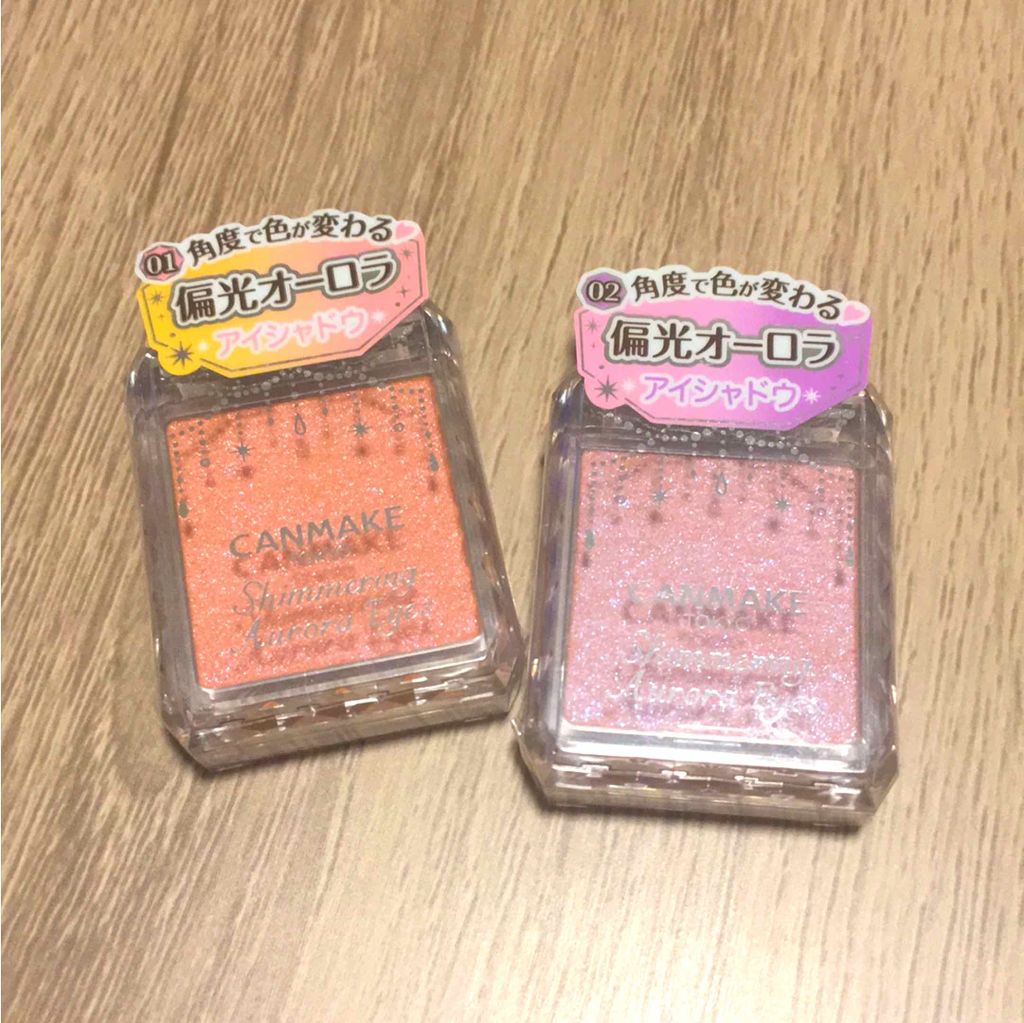 01 角度で色が変わる
偏光オーロラ
アイシャドウ
CANMAKE
Shimmering
Aurora Eyes
02 角度で色が変わる
偏光オーロラ
アイシャドウ
CANMAKE
TOKYO
Shimmering
Aurora Eyes